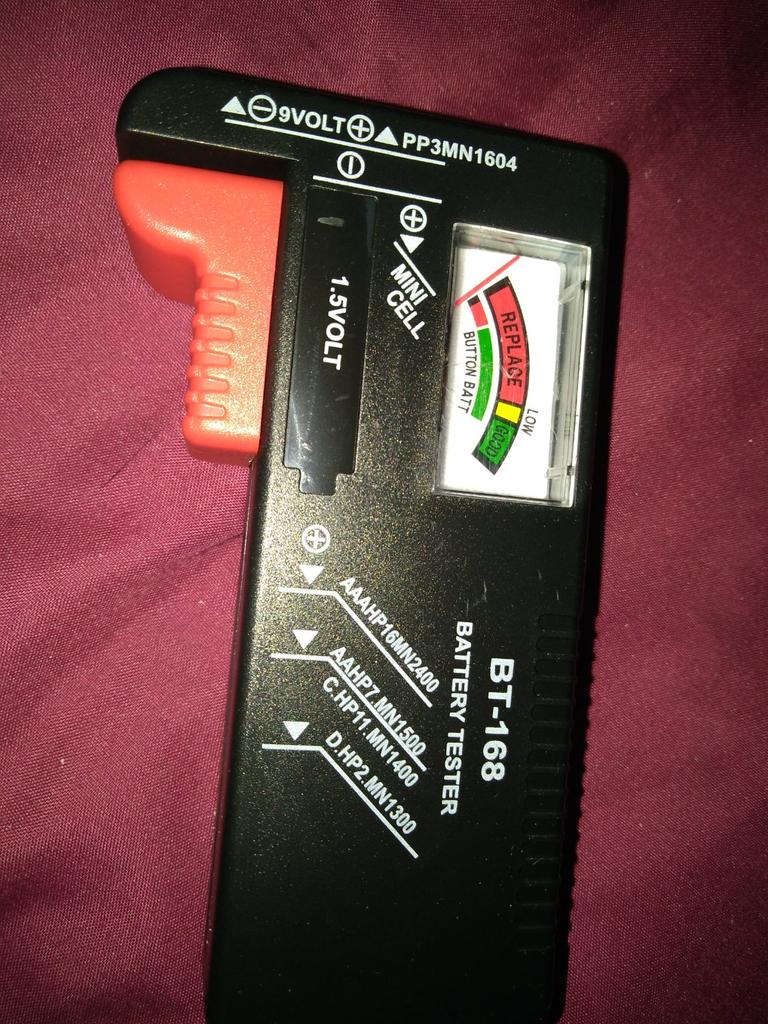 ⊖9VOLT⊕ PP3MN1604
⊕
MINI
CELL
1.5VOLT
REPLACE
LOW
GOOD
BUTTON BATT
⊕
AAAHP16MN2400
AAHP7.MN1500
C.HP11.MN1400
D.HP2.MN1300
BT-168
BATTERY TESTER